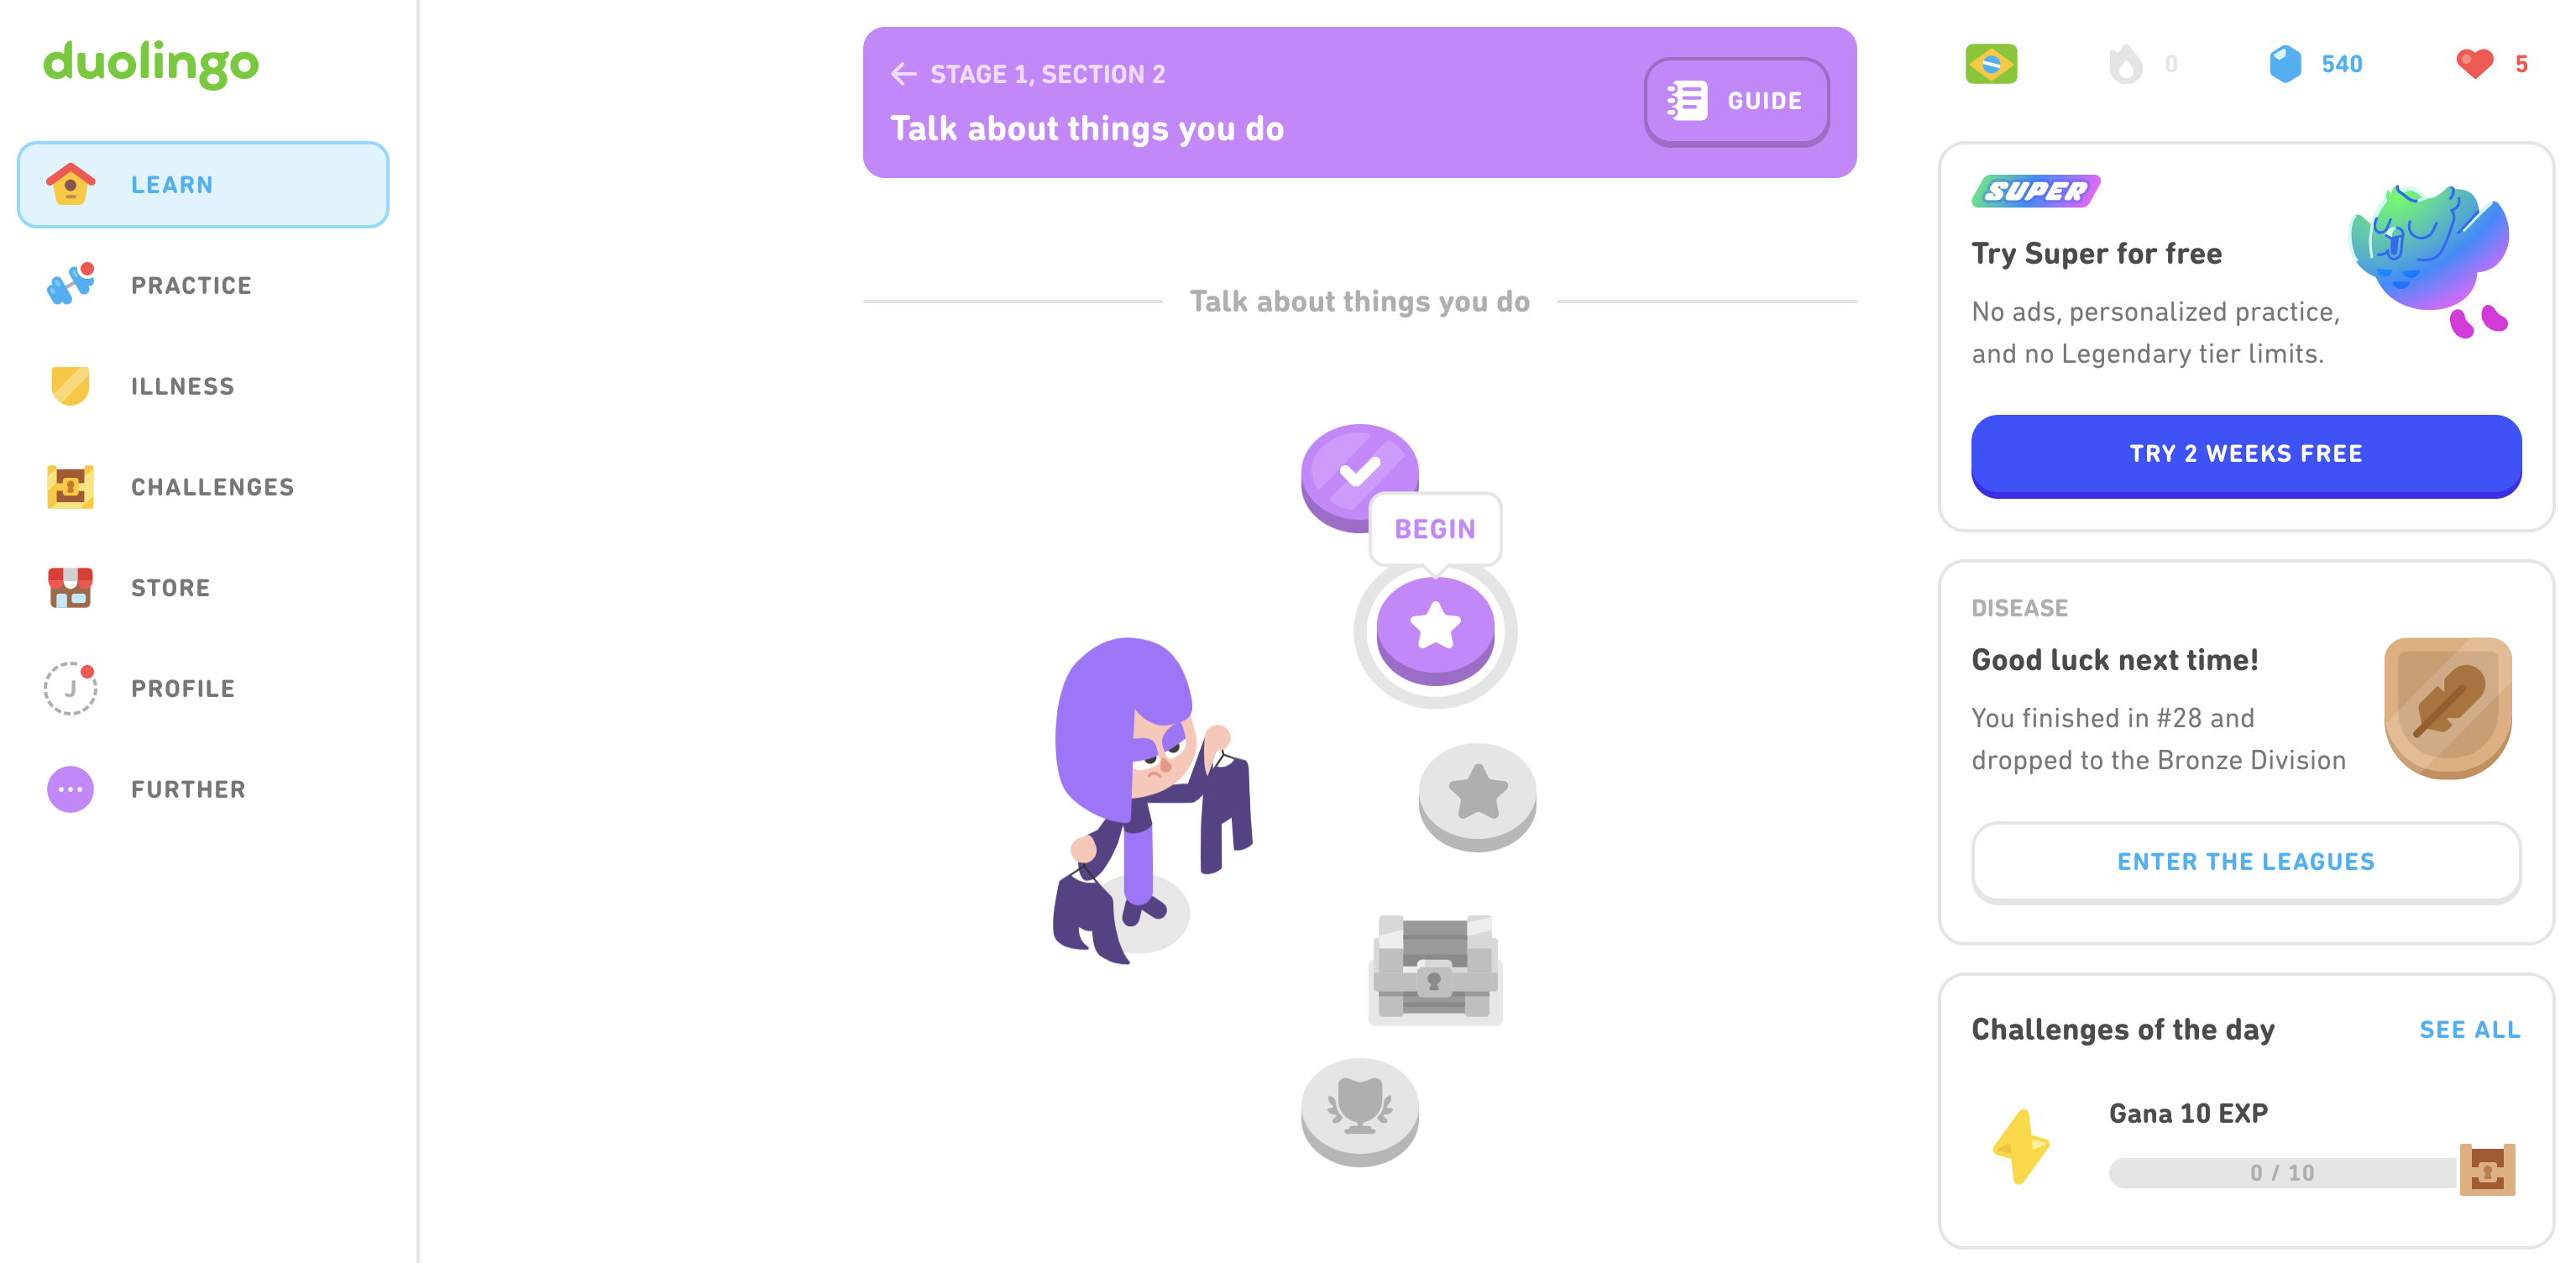 duolingo
LEARN
PRACTICE
ILLNESS
CHALLENGES
STORE
J
PROFILE
FURTHER
STAGE 1, SECTION 2
Talk about things you do
GUIDE
Talk about things you do
BEGIN
0
540
5
SUPER
Try Super for free
No ads, personalized practice,
and no Legendary tier limits.
TRY 2 WEEKS FREE
DISEASE
Good luck next time!
You finished in #28 and
dropped to the Bronze Division
ENTER THE LEAGUES
Challenges of the day
SEE ALL
Gana 10 EXP
0 / 10